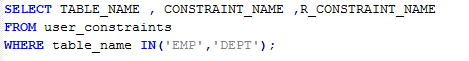 SELECT TABLE_NAME , CONSTRAINT_NAME ,R_CONSTRAINT_NAME
FROM user_constraints
WHERE table_name IN('EMP','DEPT');